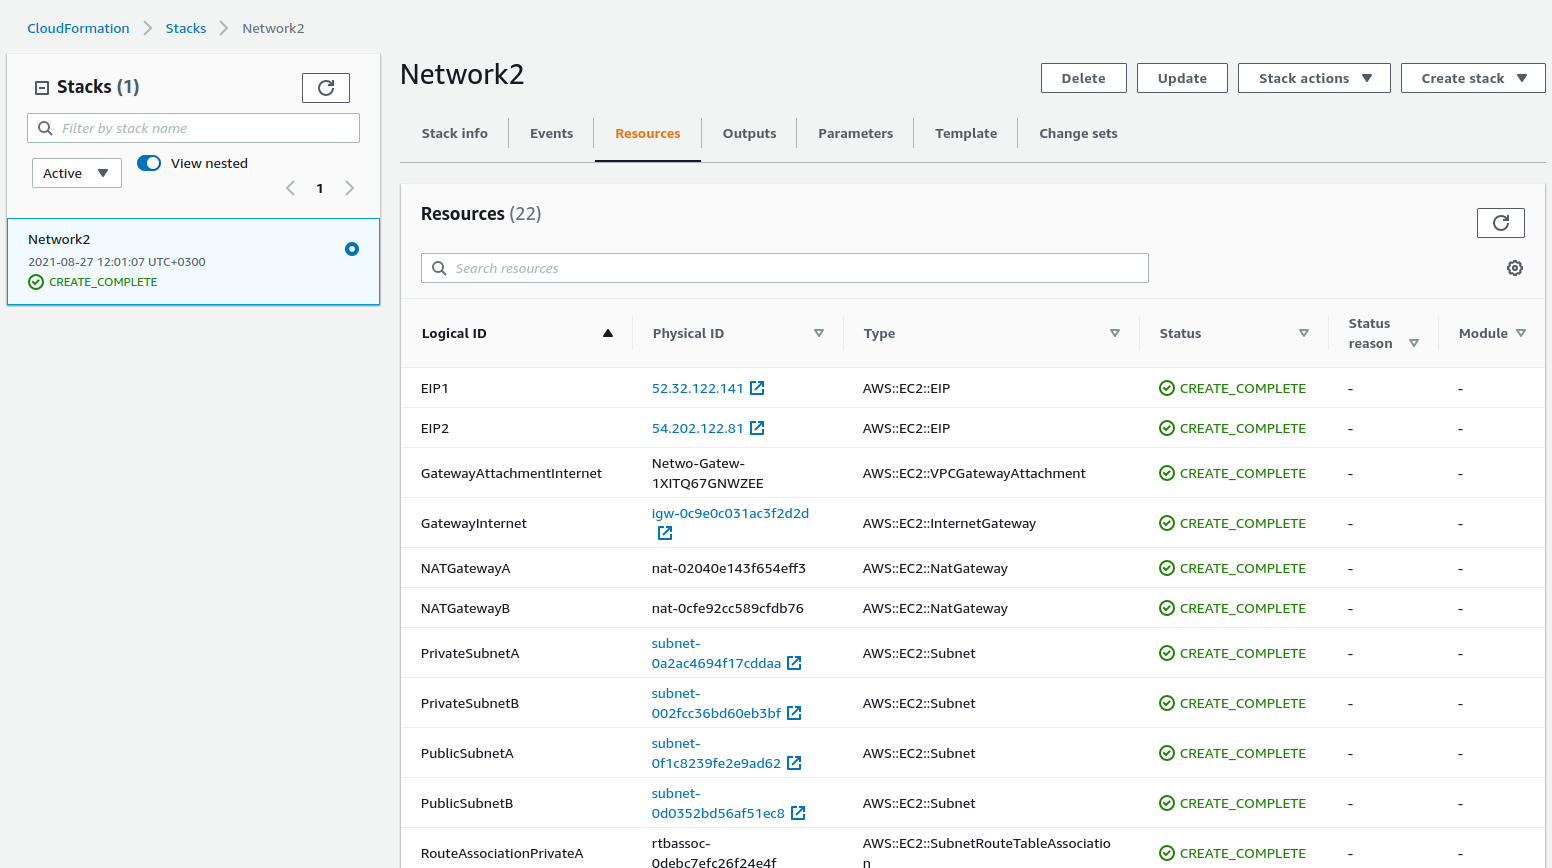 CloudFormation > Stacks > Network2
Stacks (1)
Filter by stack name
Active
View nested
1
Network2
2021-08-27 12:01:07 UTC+0300
CREATE_COMPLETE
Network2
Delete
Update
Stack actions
Create stack
Stack info
Events
Resources
Outputs
Parameters
Template
Change sets
Resources (22)
Search resources
Logical ID
Physical ID
Type
Status
Status
reason
Module
EIP1
52.32.122.141
AWS::EC2::EIP
CREATE_COMPLETE
-
-
EIP2
54.202.122.81
AWS::EC2::EIP
CREATE_COMPLETE
-
-
GatewayAttachmentInternet
Netwo-Gatew-
1XITQ67GNWZEE
AWS::EC2::VPCGatewayAttachment
CREATE_COMPLETE
-
-
GatewayInternet
igw-0c9e0c031ac3f2d2d
AWS::EC2::InternetGateway
CREATE_COMPLETE
-
-
NATGatewayA
nat-02040e143f654eff3
AWS::EC2::NatGateway
CREATE_COMPLETE
-
-
NATGatewayB
nat-0cfe92cc589cfdb76
AWS::EC2::NatGateway
CREATE_COMPLETE
-
-
PrivateSubnetA
subnet-
0a2ac4694f17cddaa
AWS::EC2::Subnet
CREATE_COMPLETE
-
-
PrivateSubnetB
subnet-
002fcc36bd60eb3bf
AWS::EC2::Subnet
CREATE_COMPLETE
-
-
PublicSubnetA
subnet-
0f1c8239fe2e9ad62
AWS::EC2::Subnet
CREATE_COMPLETE
-
-
PublicSubnetB
subnet-
0d0352bd56af51ec8
AWS::EC2::Subnet
CREATE_COMPLETE
-
-
RouteAssociationPrivateA
rtbassoc-
0debc7efc26f24e4f
AWS::EC2::SubnetRouteTableAssociatio
n
CREATE_COMPLETE
-
-